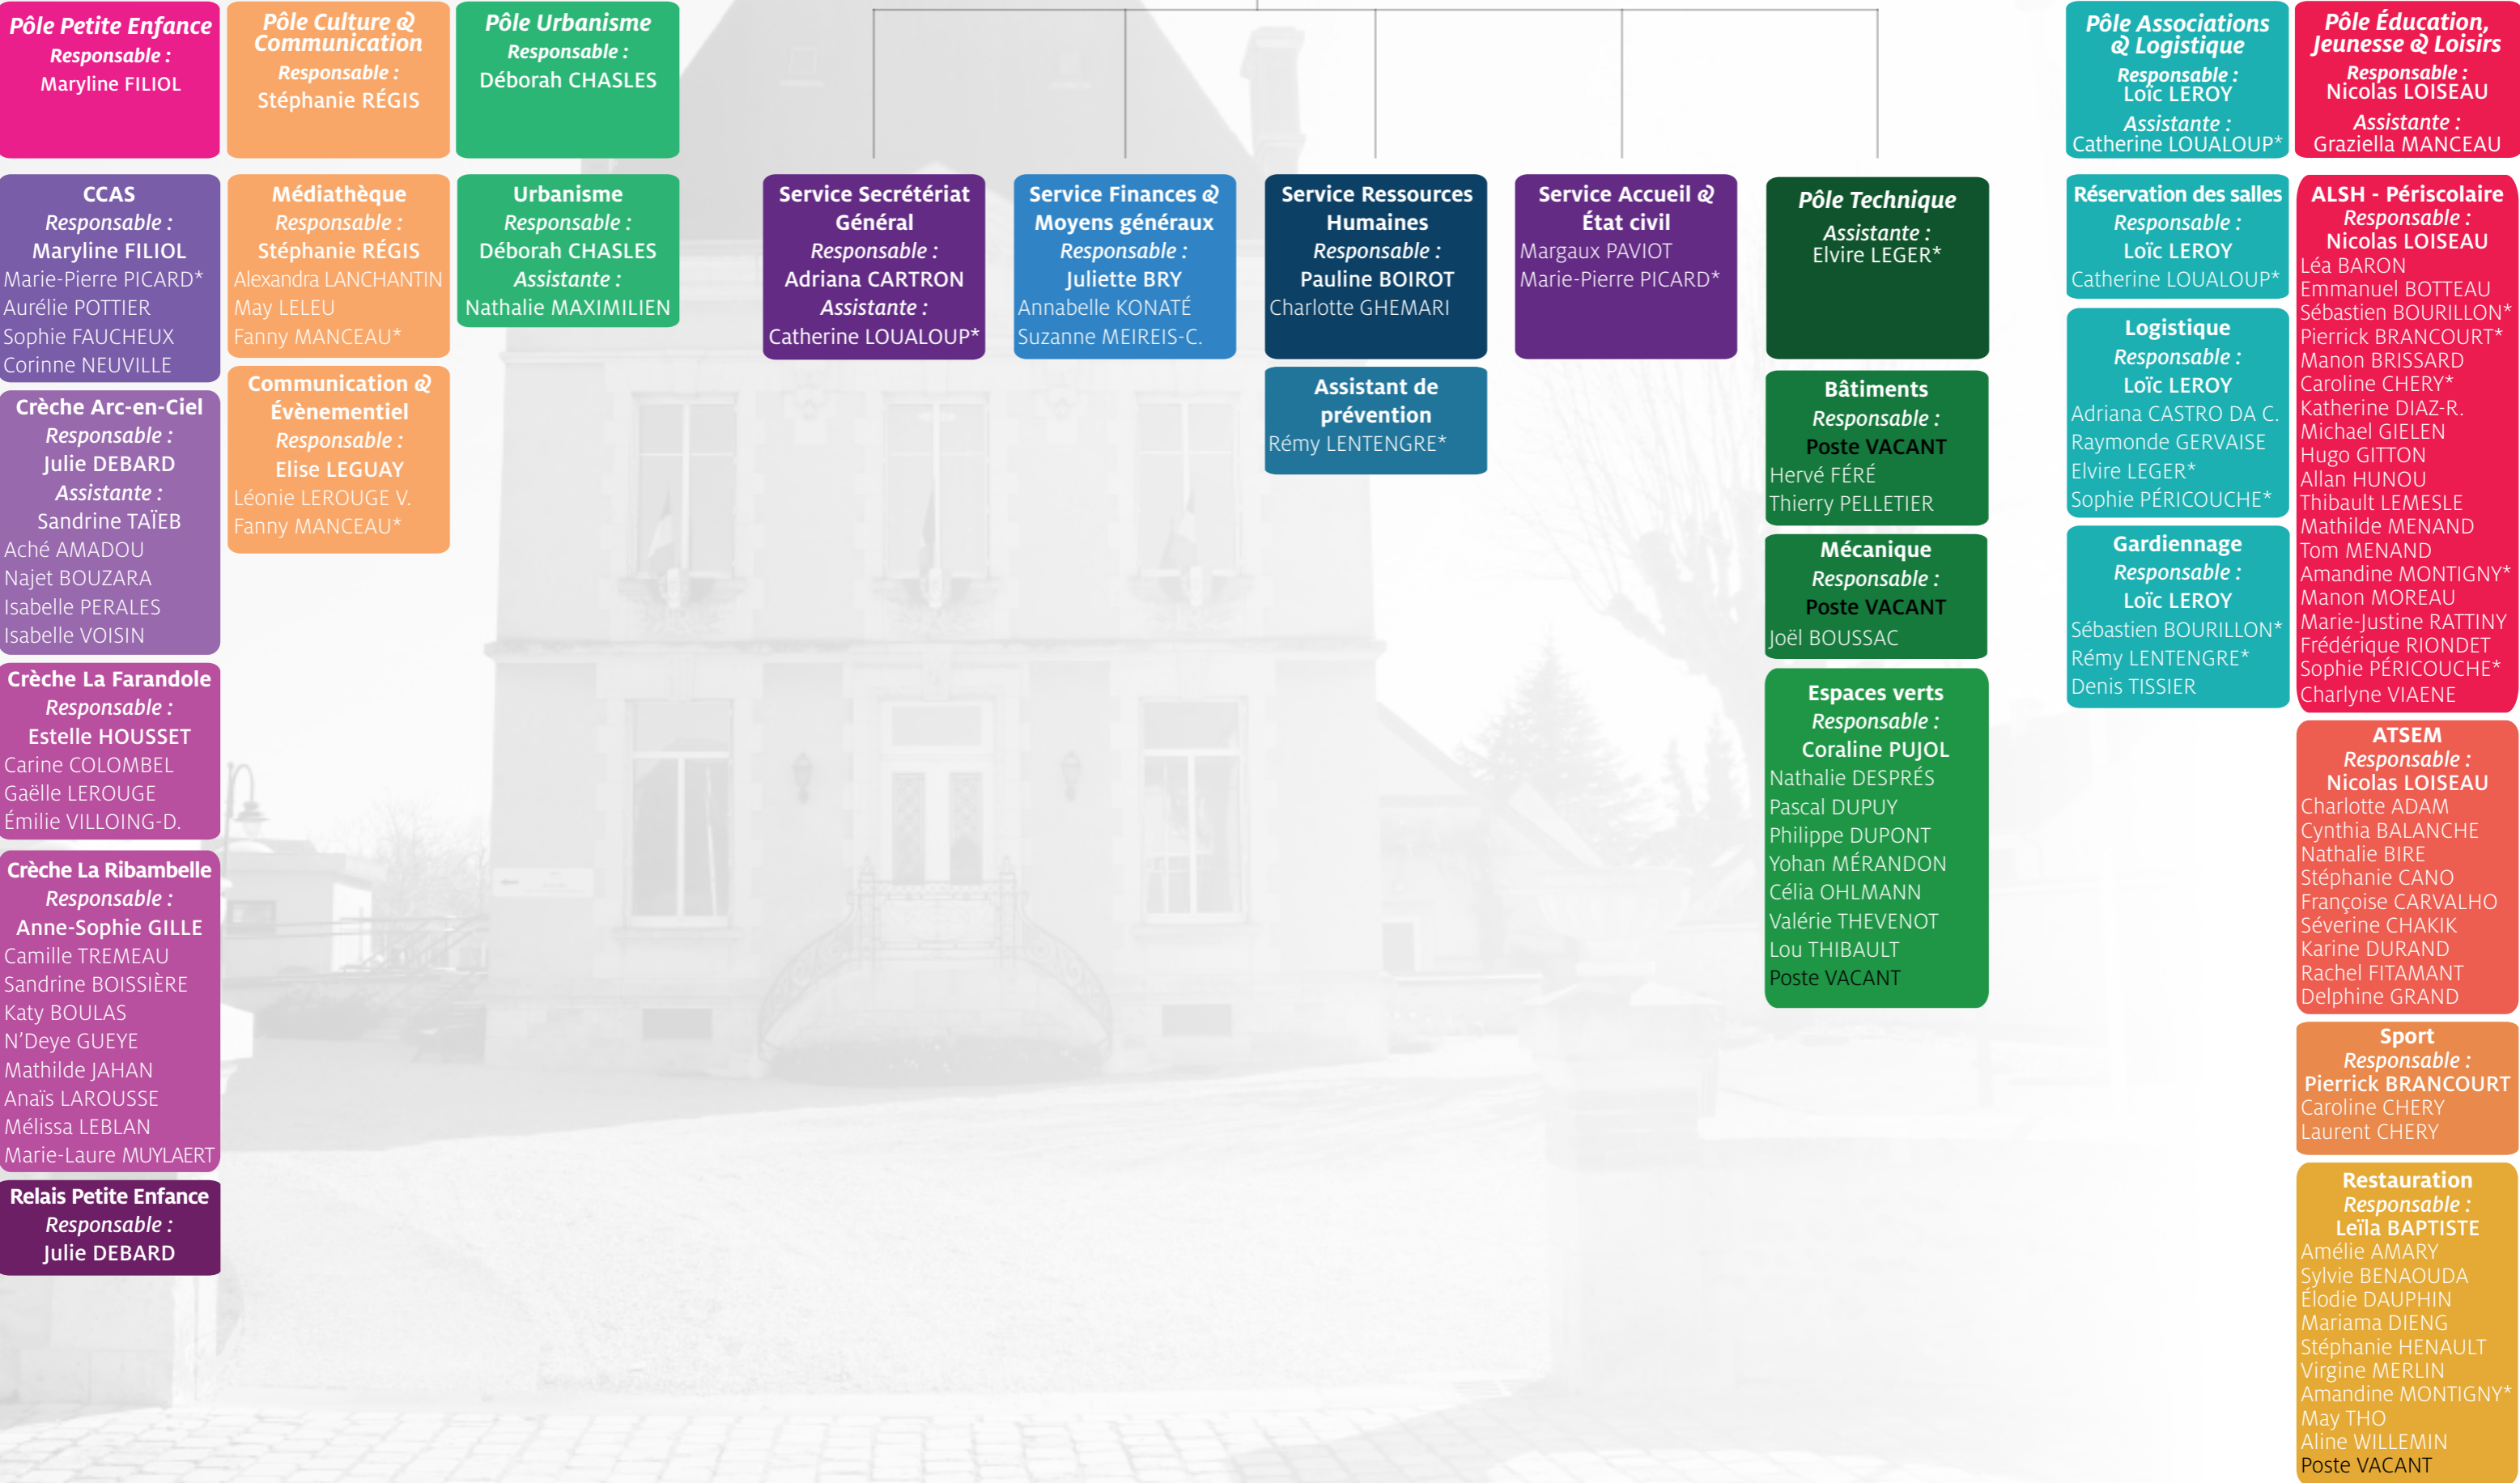 Pôle Petite Enfance
Responsable :
Maryline FILIOL
Pôle Culture &
Communication
Responsable :
Stéphanie RÉGIS
Pôle Urbanisme
Responsable :
Déborah CHASLES
Pôle Associations
& Logistique
Responsable :
Loïc LEROY
Assistante :
Catherine LOUALOUP*
Pôle Éducation,
Jeunesse & Loisirs
Responsable :
Nicolas LOISEAU
Assistante :
Graziella MANCEAU
CCAS
Responsable :
Maryline FILIOL
Marie-Pierre PICARD*
Aurélie POTTIER
Sophie FAUCHEUX
Corinne NEUVILLE
Crèche Arc-en-Ciel
Responsable :
Julie DEBARD
Assistante :
Sandrine TAÏEB
Aché AMADOU
Najet BOUZARA
Isabelle PERALES
Isabelle VOISIN
Crèche La Farandole
Responsable :
Estelle HOUSSET
Carine COLOMBEL
Gaëlle LEROUGE
Émilie VILLOING-D.
Crèche La Ribambelle
Responsable :
Anne-Sophie GILLE
Camille TREMEAU
Sandrine BOISSIÈRE
Katy BOULAS
N'Deye GUEYE
Mathilde JAHAN
Anaïs LAROUSSE
Mélissa LEBLAN
Marie-Laure MUYLAERT
Relais Petite Enfance
Responsable :
Julie DEBARD
Médiathèque
Responsable :
Stéphanie RÉGIS
Alexandra LANCHANTIN
May LELEU
Fanny MANCEAU*
Communication &
Évènementiel
Responsable :
Elise LEGUAY
Léonie LEROUGE V.
Fanny MANCEAU*
Urbanisme
Responsable :
Déborah CHASLES
Assistante :
Nathalie MAXIMILIEN
Service Secrétériat
Général
Responsable :
Adriana CARTRON
Assistante :
Catherine LOUALOUP*
Service Finances &
Moyens généraux
Responsable :
Juliette BRY
Annabelle KONATÉ
Suzanne MEIREIS-C.
Service Ressources
Humaines
Responsable :
Pauline BOIROT
Charlotte GHEMARI
Assistant de
prévention
Rémy LENTENGRE*
Service Accueil &
État civil
Margaux PAVIOT
Marie-Pierre PICARD*
Pôle Technique
Assistante :
Elvire LEGER*
Bâtiments
Responsable :
Poste VACANT
Hervé FÉRÉ
Thierry PELLETIER
Mécanique
Responsable :
Poste VACANT
Joël BOUSSAC
Espaces verts
Responsable :
Coraline PUJOL
Nathalie DESPRÉS
Pascal DUPUY
Philippe DUPONT
Yohan MÉRANDON
Célia OHLMANN
Valérie THEVENOT
Lou THIBAULT
Poste VACANT
Réservation des salles
Responsable :
Loïc LEROY
Catherine LOUALOUP*
Logistique
Responsable :
Loïc LEROY
Adriana CASTRO DA C.
Raymonde GERVAISE
Elvire LEGER*
Sophie PÉRICOUCHE*
Gardiennage
Responsable :
Loïc LEROY
Sébastien BOURILLON*
Rémy LENTENGRE*
Denis TISSIER
ALSH - Périscolaire
Responsable :
Nicolas LOISEAU
Léa BARON
Emmanuel BOTTEAU
Sébastien BOURILLON*
Pierrick BRANCOURT*
Manon BRISSARD
Caroline CHERY*
Katherine DIAZ-R.
Michael GIELEN
Hugo GITTON
Allan HUNOU
Thibault LEMESLE
Mathilde MENAND
Tom MENAND
Amandine MONTIGNY*
Manon MOREAU
Marie-Justine RATTINY
Frédérique RIONDET
Sophie PÉRICOUCHE*
Charlyne VIAENE
ATSEM
Responsable :
Nicolas LOISEAU
Charlotte ADAM
Cynthia BALANCHE
Nathalie BIRE
Stéphanie CANO
Françoise CARVALHO
Séverine CHAKIK
Karine DURAND
Rachel FITAMANT
Delphine GRAND
Sport
Responsable :
Pierrick BRANCOURT
Caroline CHERY
Laurent CHERY
Restauration
Responsable :
Leïla BAPTISTE
Amélie AMARY
Sylvie BENAOUDA
Élodie DAUPHIN
Mariama DIENG
Stéphanie HENAULT
Virgine MERLIN
Amandine MONTIGNY*
May THO
Aline WILLEMIN
Poste VACANT